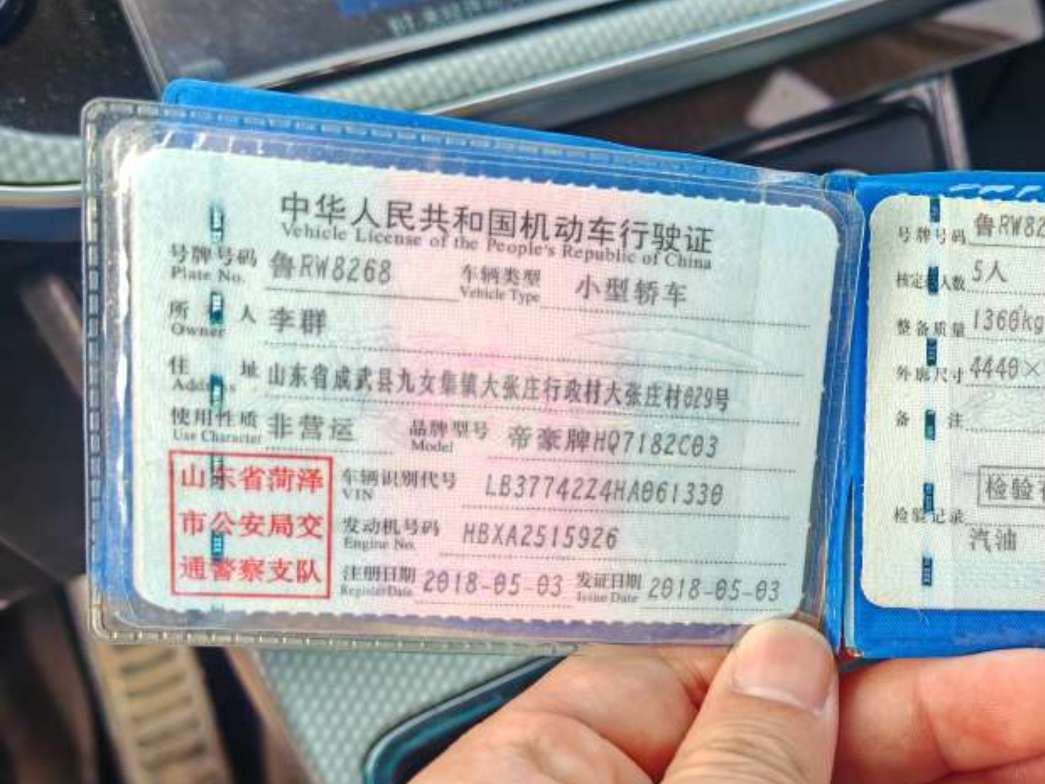 中华人民共和国机动车行驶证
Vehicle License of the People's Republic of China
号牌号码 鲁RW8268 车辆类型 小型轿车
Plate No. Vehicle Type
所有人 李群
Owner
住址 山东省成武县九女集镇大张庄行政村大张庄村029号
Address
使用性质 非营运 品牌型号 帝豪牌HQ7182C03
Use Character Model
山东省菏泽
市公安局交
通警察支队
车辆识别代号 LB37742Z4HA061330
VIN
发动机号码 HBXA2515926
Engine No.
注册日期 2018-05-03 发证日期 2018-05-03
Register Date Issue Date
号牌号码 鲁RW82
核定 人数 5人
整备质量 1360kg
外廓尺寸 4440×
备注
检验
检验记录
汽油